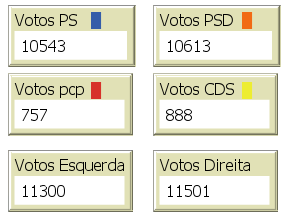 Votos PS
Votos PSD
10543
10613
Votos pcp
Votos CDS
757
888
Votos Esquerda
Votos Direita
11300
11501